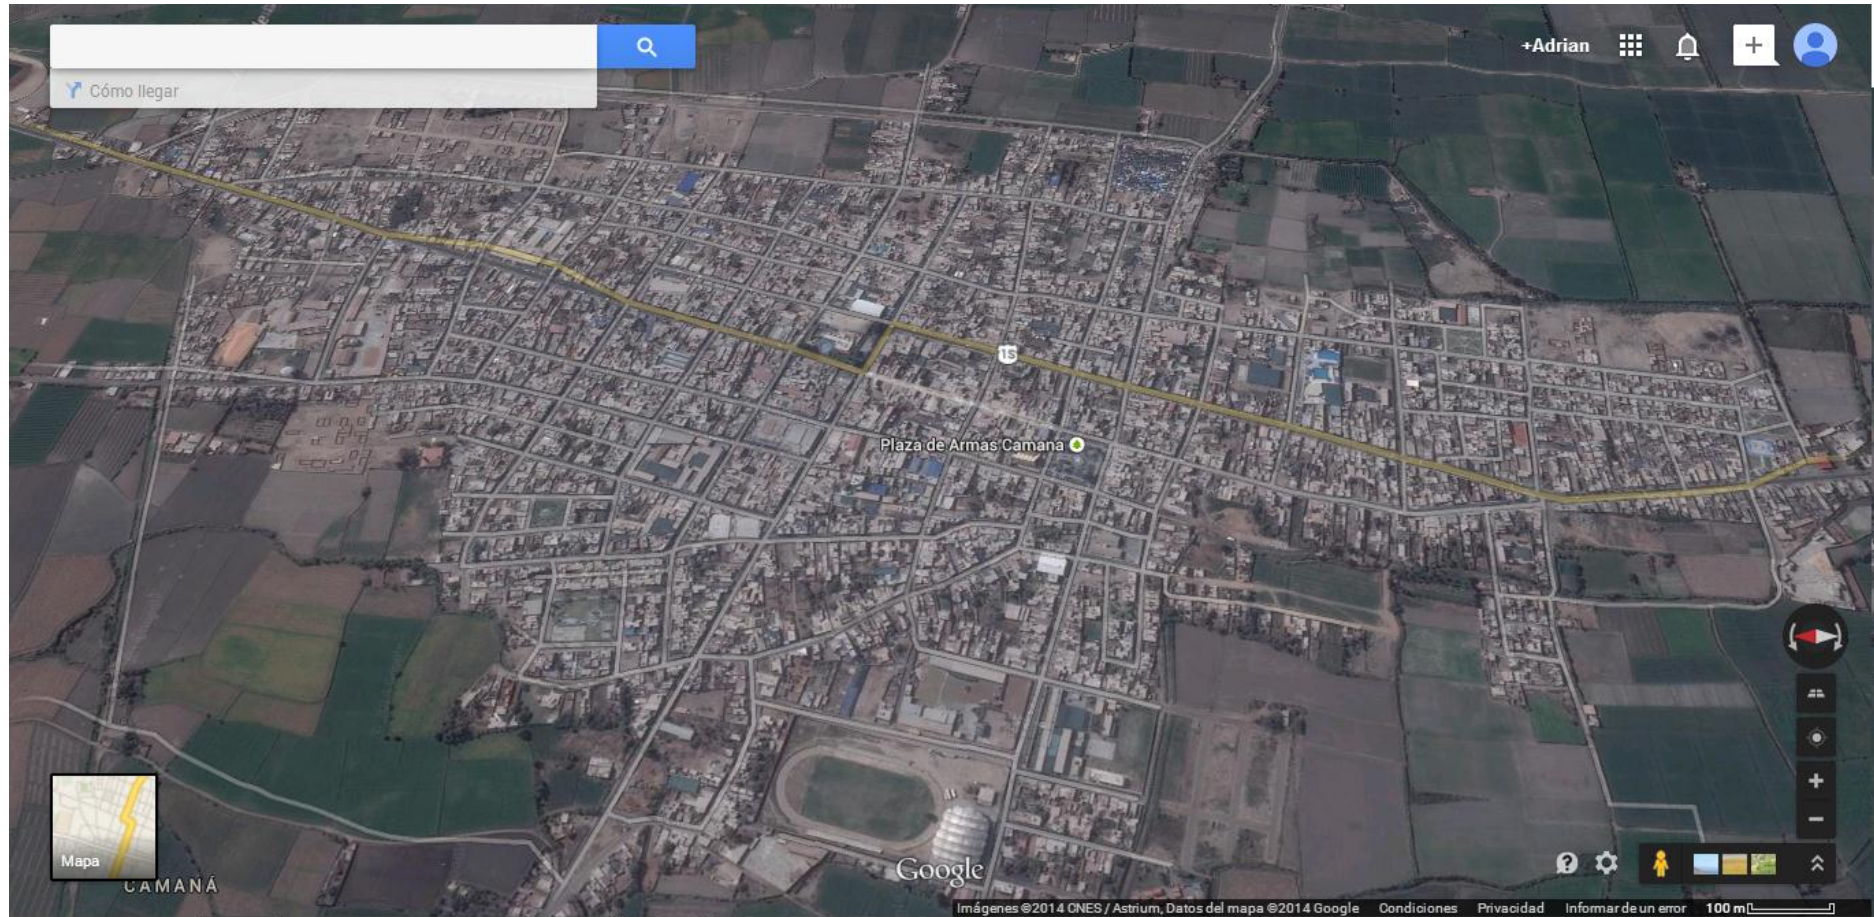 +Adrian
Cómo llegar
1S
Plaza de Armas Camana
Mapa
CAMANÁ
Google
Imágenes ©2014 CNES / Astrium, Datos del mapa ©2014 Google Condiciones Privacidad Informar de un error 100 m